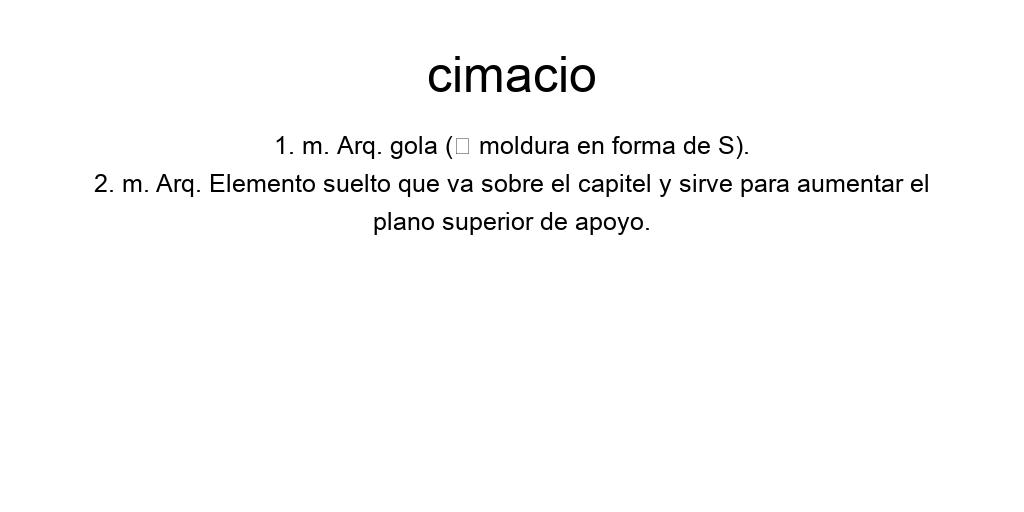 cimacio
1. m. Arq. gola (□ moldura en forma de S).
2. m. Arq. Elemento suelto que va sobre el capitel y sirve para aumentar el
plano superior de apoyo.